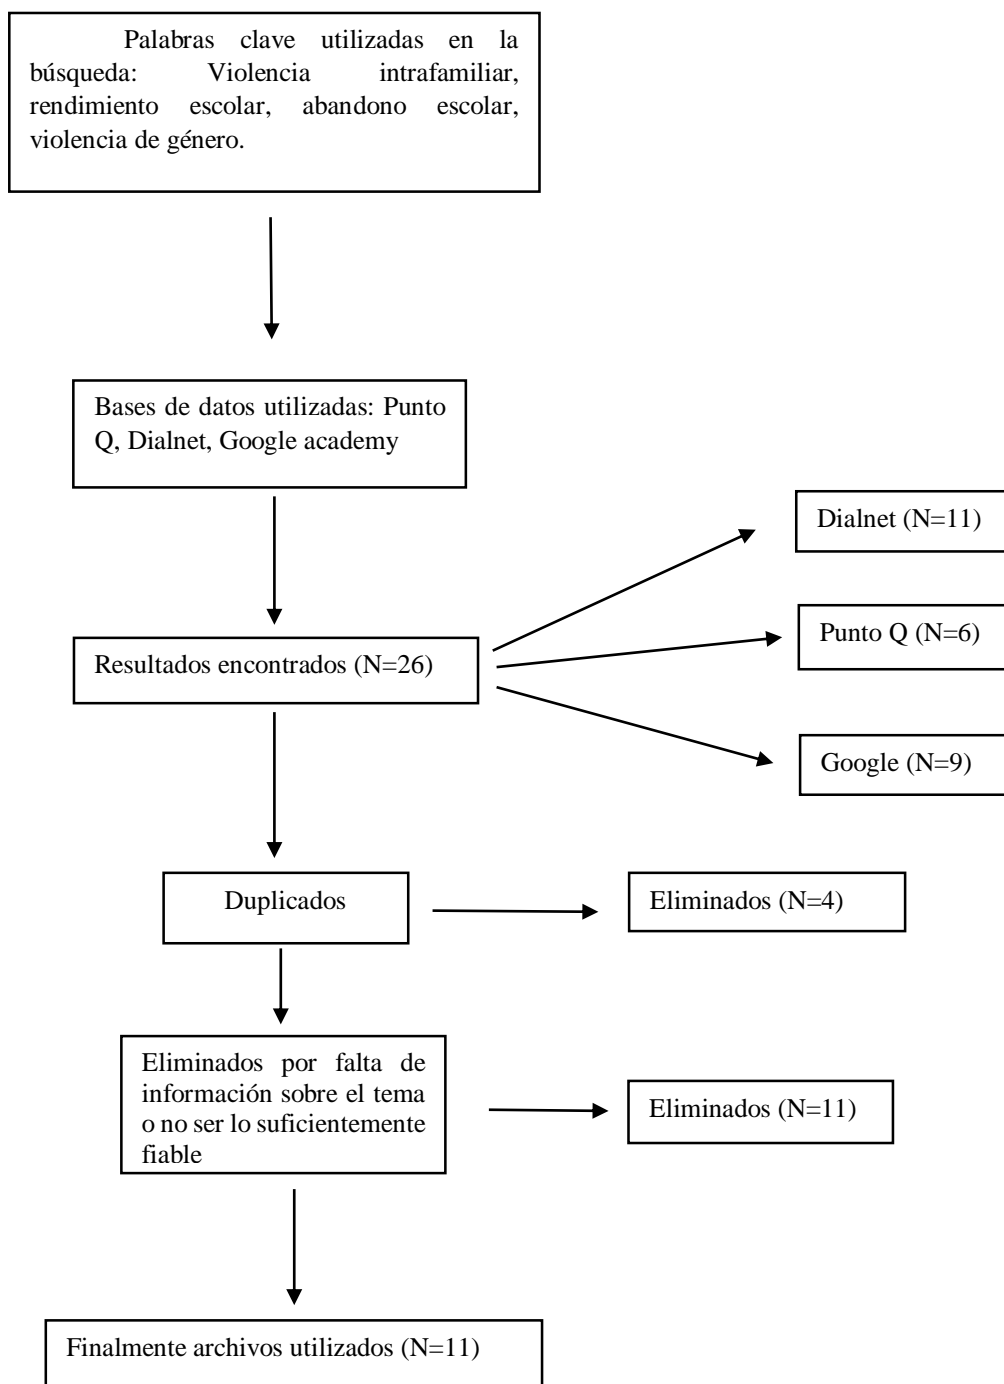 Palabras clave utilizadas en la
búsqueda: Violencia intrafamiliar,
rendimiento escolar, abandono escolar,
violencia de género.
Bases de datos utilizadas: Punto
Q, Dialnet, Google academy
Dialnet (N=11)
Punto Q (N=6)
Resultados encontrados (N=26)
Google (N=9)
Duplicados
Eliminados (N=4)
Eliminados por falta de
información sobre el tema
o no ser lo suficientemente
fiable
Eliminados (N=11)
Finalmente archivos utilizados (N=11)